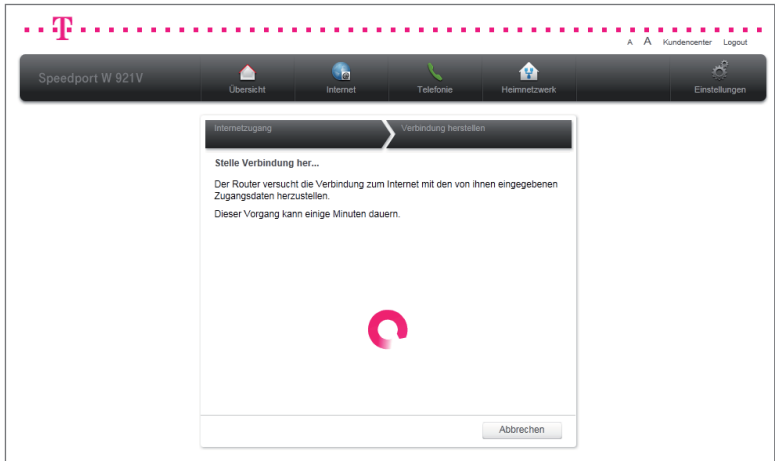 T
A A Kundencenter Logout
Speedport W 921V
Übersicht
Internet
Telefonie
Heimnetzwerk
Einstellungen
Internetzugang
Verbindung herstellen
Stelle Verbindung her...
Der Router versucht die Verbindung zum Internet mit den von ihnen eingegebenen
Zugangsdaten herzustellen.
Dieser Vorgang kann einige Minuten dauern.
Abbrechen